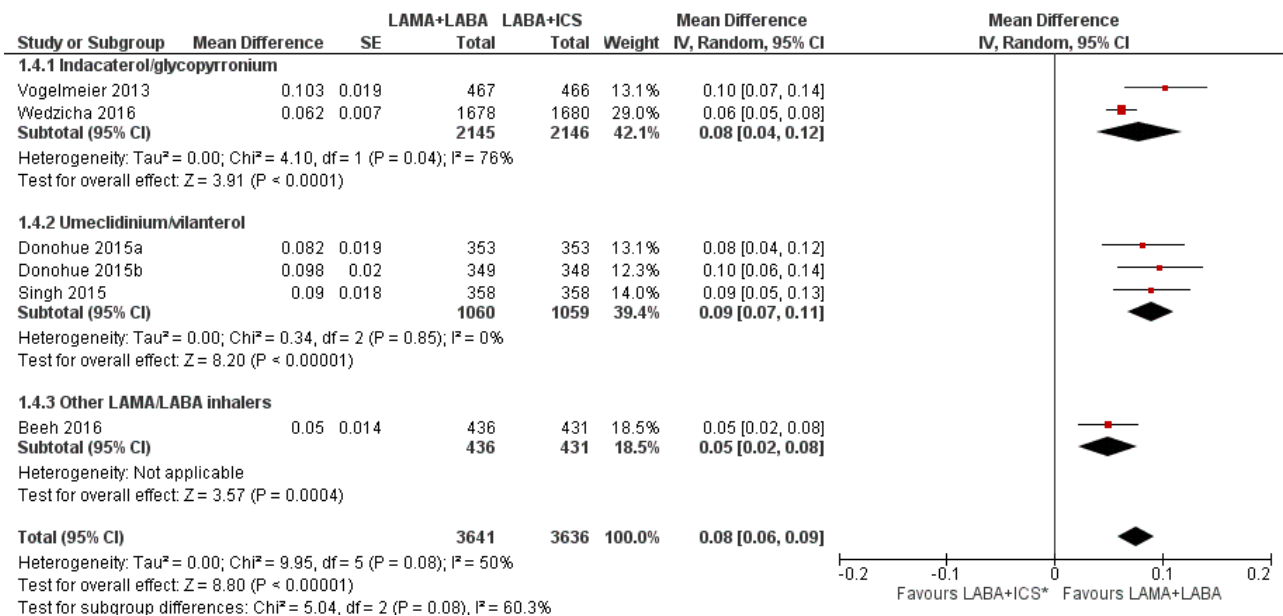 LAMA+LABA LABA+ICS Mean Difference Mean Difference
Study or Subgroup Mean Difference SE Total Total Weight IV, Random, 95% CI IV, Random, 95% CI
1.4.1 Indacaterol/glycopyrronium
Vogelmeier 2013 0.103 0.019 467 466 13.1% 0.10 [0.07, 0.14]
Wedzicha 2016 0.062 0.007 1678 1680 29.0% 0.06 [0.05, 0.08]
Subtotal (95% CI) 2145 2146 42.1% 0.08 [0.04, 0.12]
Heterogeneity: Tau² = 0.00; Chi² = 4.10, df = 1 (P = 0.04); I² = 76%
Test for overall effect: Z = 3.91 (P < 0.0001)
1.4.2 Umeclidinium/vilanterol
Donohue 2015a 0.082 0.019 353 353 13.1% 0.08 [0.04, 0.12]
Donohue 2015b 0.098 0.02 349 348 12.3% 0.10 [0.06, 0.14]
Singh 2015 0.09 0.018 358 358 14.0% 0.09 [0.05, 0.13]
Subtotal (95% CI) 1060 1059 39.4% 0.09 [0.07, 0.11]
Heterogeneity: Tau² = 0.00; Chi² = 0.34, df = 2 (P = 0.85); I² = 0%
Test for overall effect: Z = 8.20 (P < 0.00001)
1.4.3 Other LAMA/LABA inhalers
Beeh 2016 0.05 0.014 436 431 18.5% 0.05 [0.02, 0.08]
Subtotal (95% CI) 436 431 18.5% 0.05 [0.02, 0.08]
Heterogeneity: Not applicable
Test for overall effect: Z = 3.57 (P = 0.0004)
Total (95% CI) 3641 3636 100.0% 0.08 [0.06, 0.09]
Heterogeneity: Tau² = 0.00; Chi² = 9.95, df = 5 (P = 0.08); I² = 50%
Test for overall effect: Z = 8.80 (P < 0.00001)
Test for subgroup differences: Chi² = 5.04, df = 2 (P = 0.08), I² = 60.3%
-0.2 -0.1 0 0.1 0.2
Favours LABA+ICS* Favours LAMA+LABA